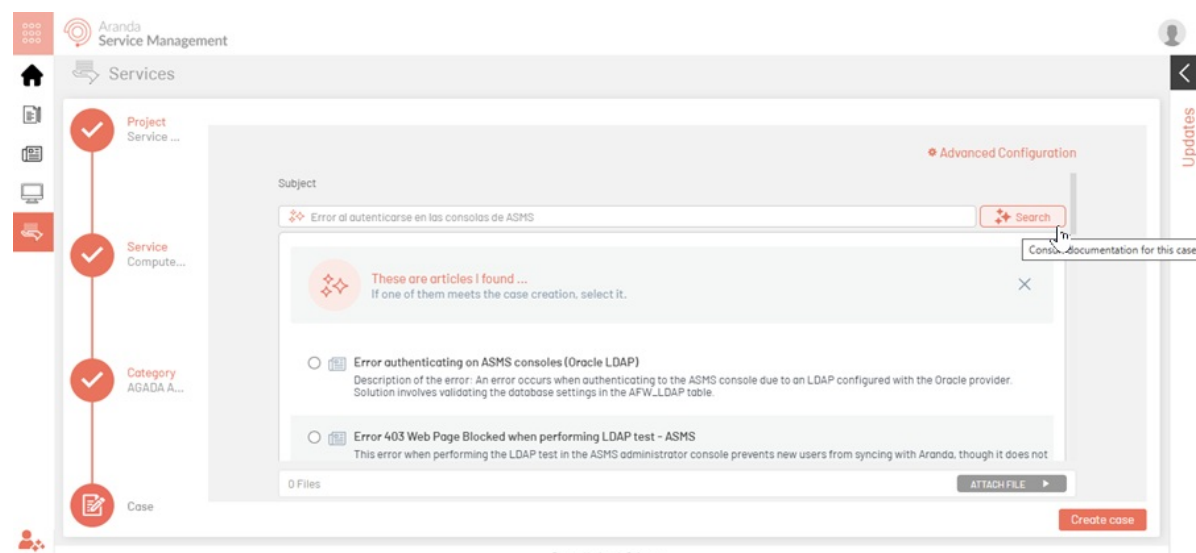 Aranda
Service Management
Services
Updates
Project
Service ...
Advanced Configuration
Subject
Error al autenticarse en las consolas de ASMS
Search
Service
Compute...
documentation for this case
These are articles I found ...
If one of them meets the case creation, select it.
Category
AGADA A...
Error authenticating on ASMS consoles (Oracle LDAP)
Description of the error: An error occurs when authenticating to the ASMS console due to an LDAP configured with the Oracle provider.
Solution involves validating the database settings in the AFW_LDAP table.
Error 403 Web Page Blocked when performing LDAP test - ASMS
This error when performing the LDAP test in the ASMS administrator console prevents new users from syncing with Aranda, though it does not
0 Files
ATTACH FILE
Case
Create case